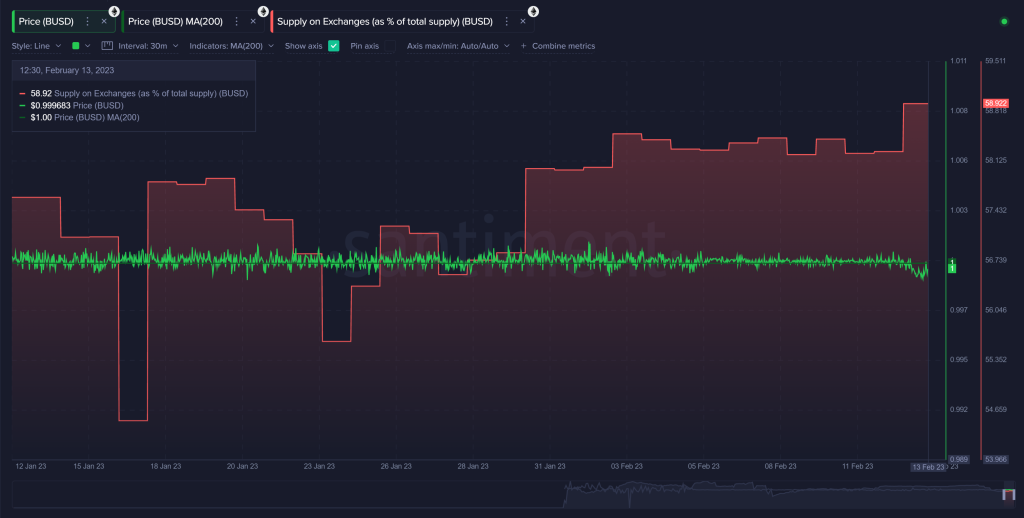 Price (BUSD) ⋮ × Price (BUSD) MA(200) ⋮ × Supply on Exchanges (as % of total supply) (BUSD) ⋮ ×
Style: Line Interval: 30m Indicators: MA(200) Show axis Pin axis Axis max/min: Auto/Auto + Combine metrics
12:30, February 13, 2023
58.92 Supply on Exchanges (as % of total supply) (BUSD)
$0.999683 Price (BUSD)
$1.00 Price (BUSD) MA(200)
santiment
1.011 59.511
58.922
1.008 58.818
1.006 58.125
1.003 57.432
1 56.739
1
0.997 56.046
0.995 55.352
0.992 54.659
0.989 53.966
12 Jan 23 15 Jan 23 18 Jan 23 20 Jan 23 23 Jan 23 26 Jan 23 28 Jan 23 31 Jan 23 03 Feb 23 05 Feb 23 08 Feb 23 11 Feb 23 13 Feb 23